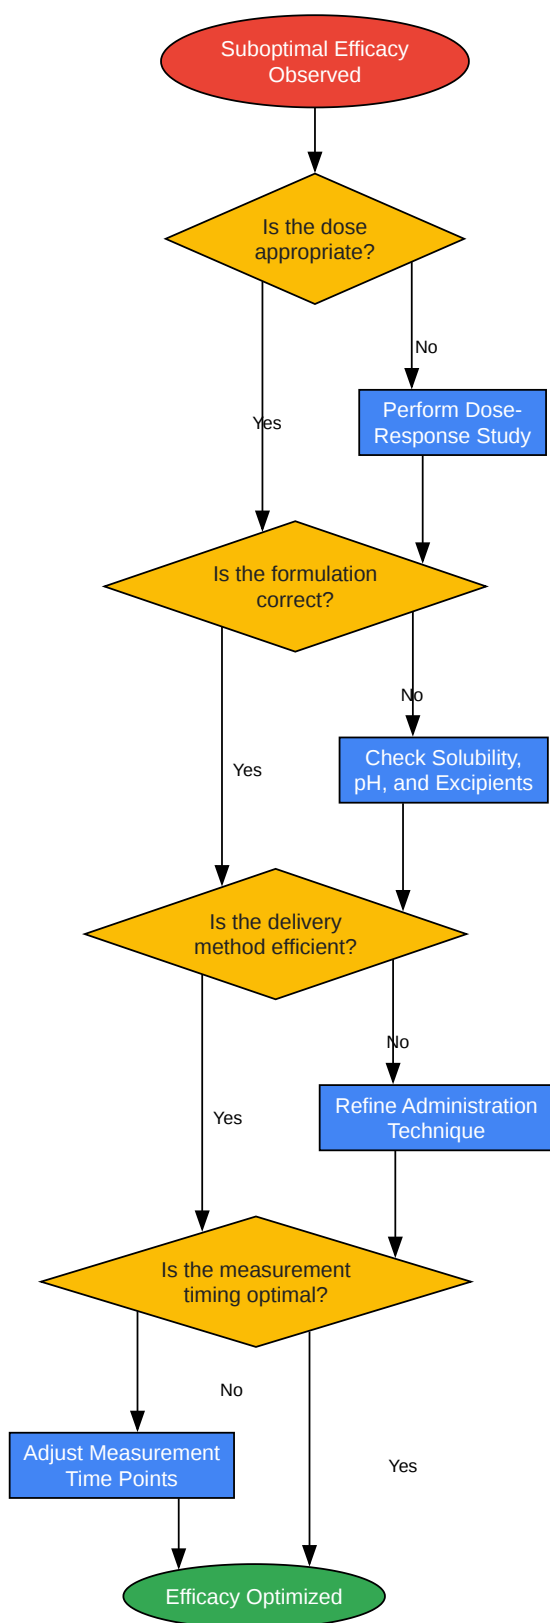 Suboptimal Efficacy
Observed
Is the dose
appropriate?
No
Yes
Perform Dose-
Response Study
Is the formulation
correct?
No
Yes
Check Solubility,
pH, and Excipients
Is the delivery
method efficient?
No
Yes
Refine Administration
Technique
Is the measurement
timing optimal?
No
Adjust Measurement
Time Points
Yes
Efficacy Optimized